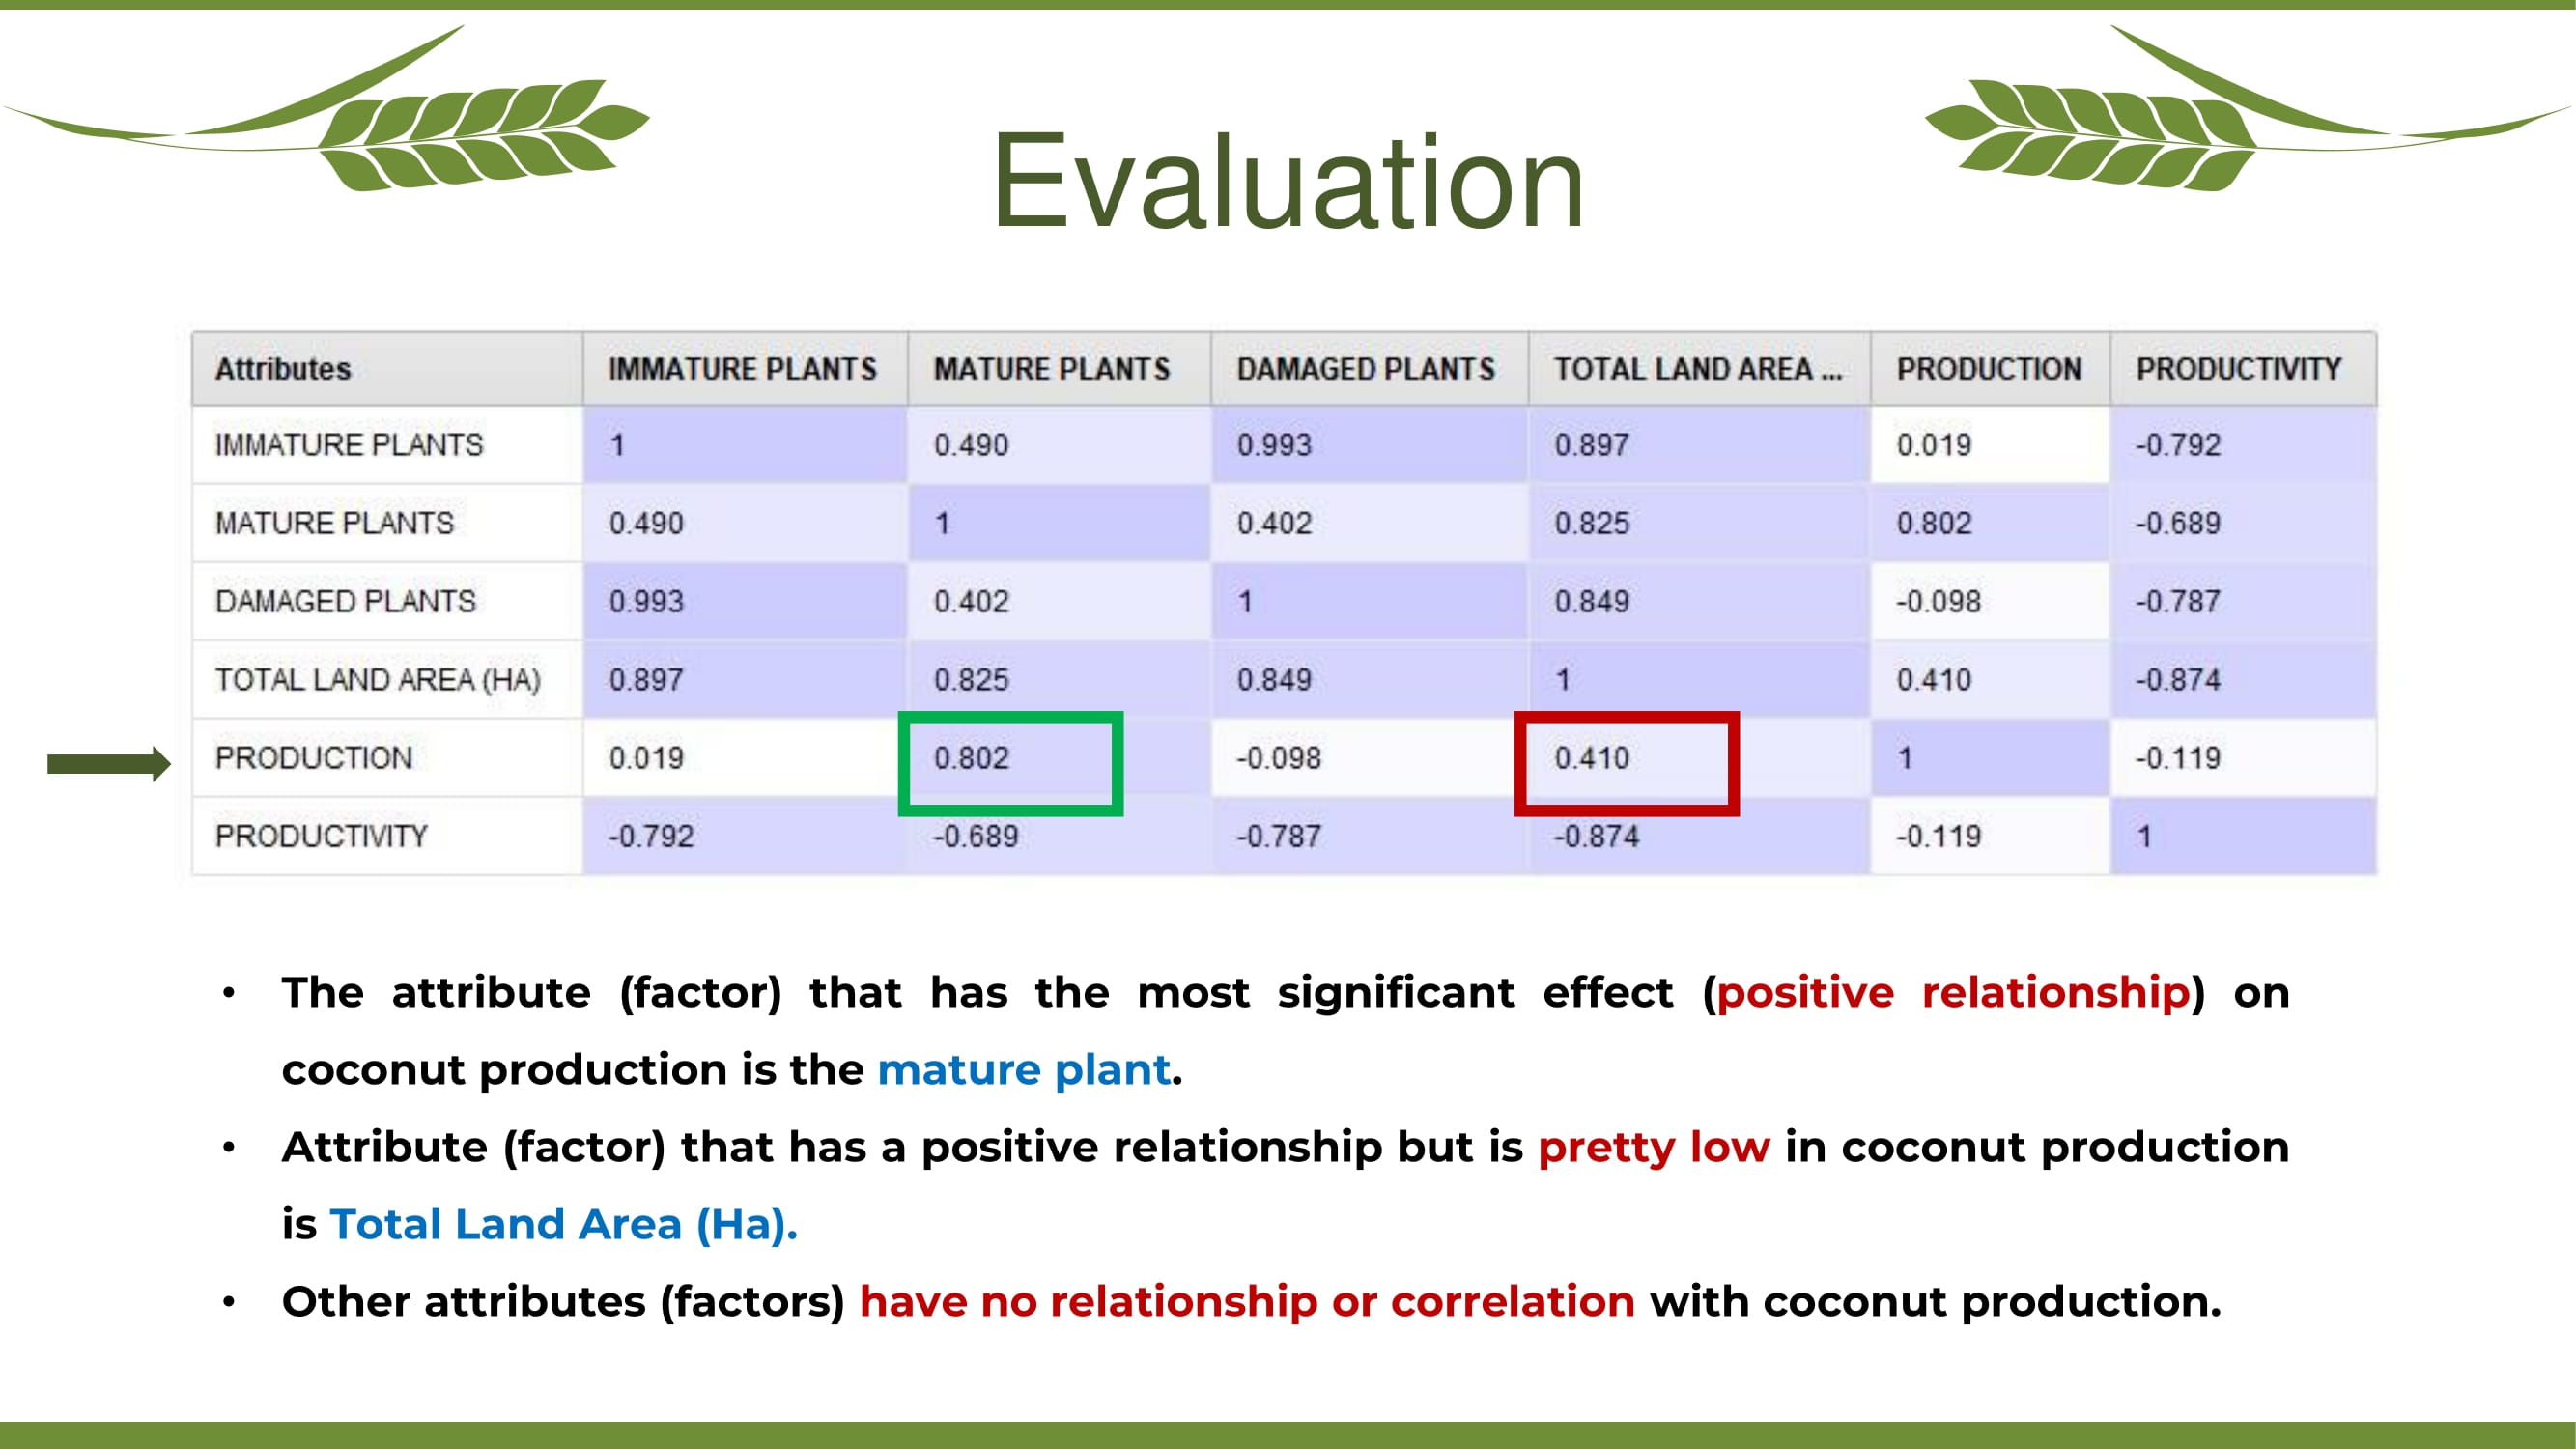 Evaluation
Attributes IMMATURE PLANTS MATURE PLANTS DAMAGED PLANTS TOTAL LAND AREA ... PRODUCTION PRODUCTIVITY
IMMATURE PLANTS 1 0.490 0.993 0.897 0.019 -0.792
MATURE PLANTS 0.490 1 0.402 0.825 0.802 -0.689
DAMAGED PLANTS 0.993 0.402 1 0.849 -0.098 -0.787
TOTAL LAND AREA (HA) 0.897 0.825 0.849 1 0.410 -0.874
PRODUCTION 0.019 0.802 -0.098 0.410 1 -0.119
PRODUCTIVITY -0.792 -0.689 -0.787 -0.874 -0.119 1
• The attribute (factor) that has the most significant effect (positive relationship) on
coconut production is the mature plant.
• Attribute (factor) that has a positive relationship but is pretty low in coconut production
is Total Land Area (Ha).
• Other attributes (factors) have no relationship or correlation with coconut production.